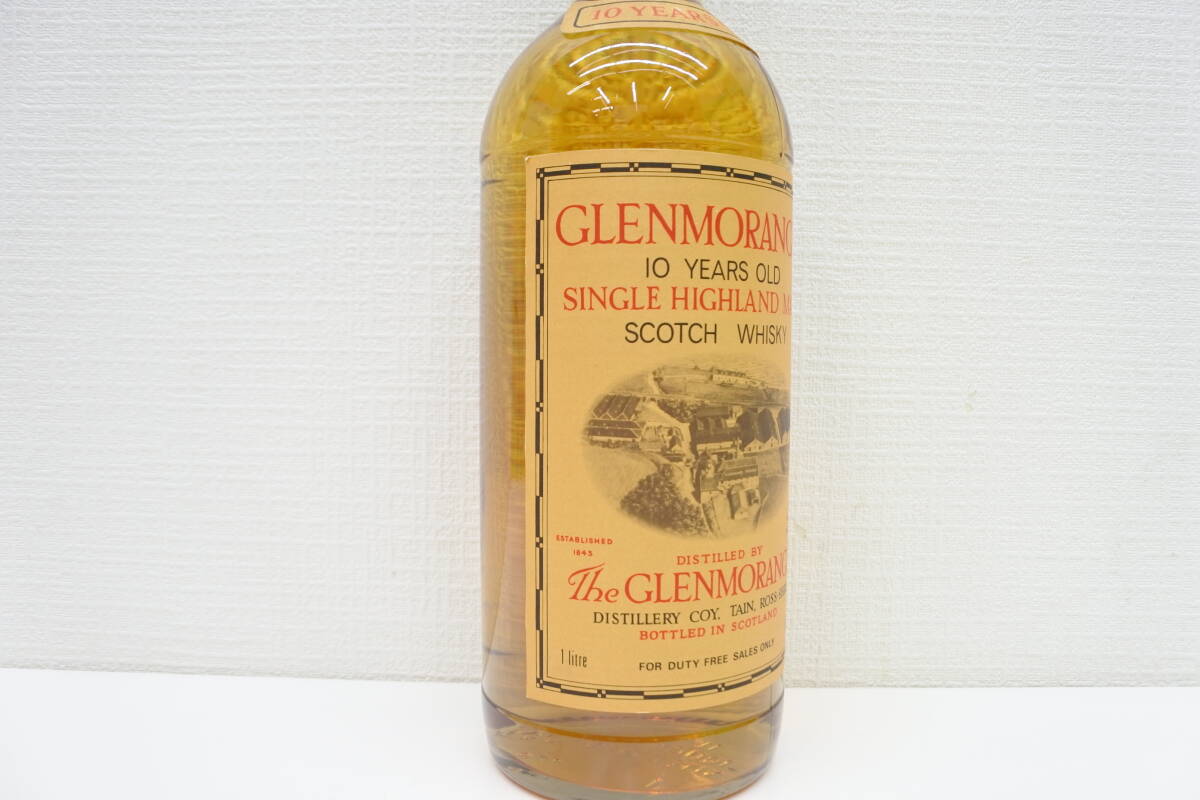 10 YEARS
GLENMORANG
10 YEARS OLD
SINGLE HIGHLAND
SCOTCH WHISKY
ESTABLISHED
1843
DISTILLED BY
The GLENMORANG
DISTILLERY COY, TAIN, ROSS-SHIRE
BOTTLED IN SCOTLAND
1 litre
FOR DUTY FREE SALES ONLY